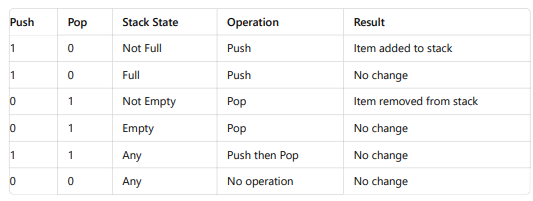 Push Pop Stack State Operation Result
1 0 Not Full Push Item added to stack
1 0 Full Push No change
0 1 Not Empty Pop Item removed from stack
0 1 Empty Pop No change
1 1 Any Push then Pop No change
0 0 Any No operation No change